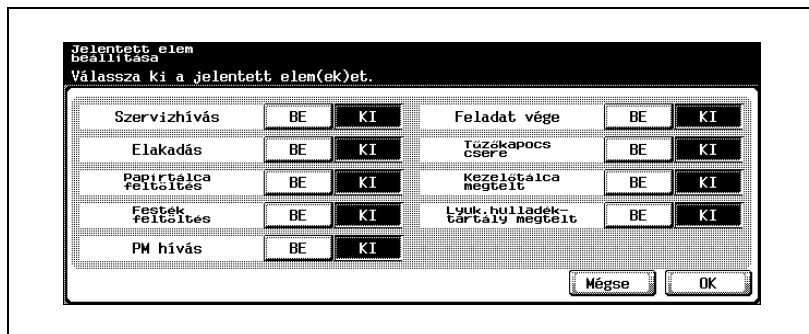 Jelentett elem
beállítása
Válassza ki a jelentett elem(ek)et.
Szervizhívás BE KI Feladat vége BE KI
Elakadás BE KI Tűzőkapocs
csere BE KI
Papírtálca
feltöltés BE KI Kezelőtálca
megtelt BE KI
Festék
feltöltés BE KI Lyuk.hulladék-
tartály megtelt BE KI
PM hívás BE KI
Mégse OK